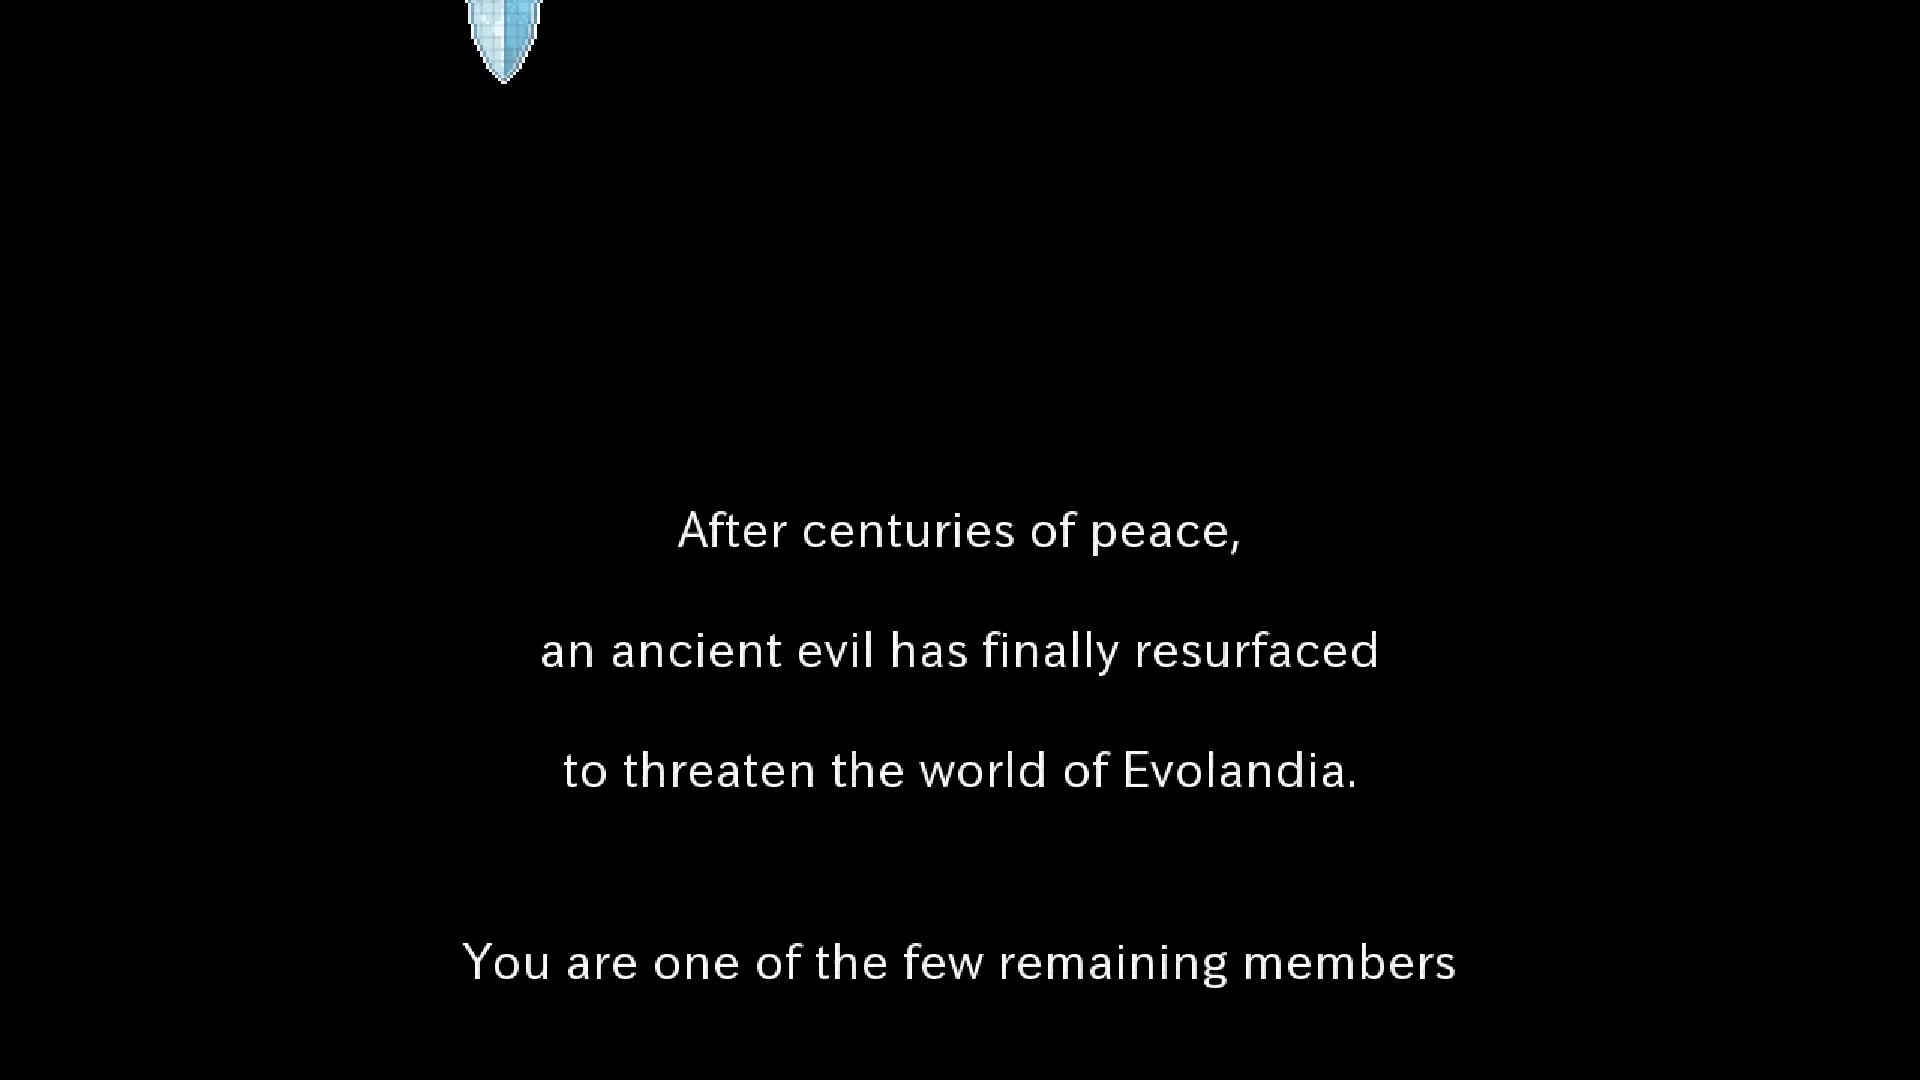 After centuries of peace,
an ancient evil has finally resurfaced
to threaten the world of Evolandia.
You are one of the few remaining members